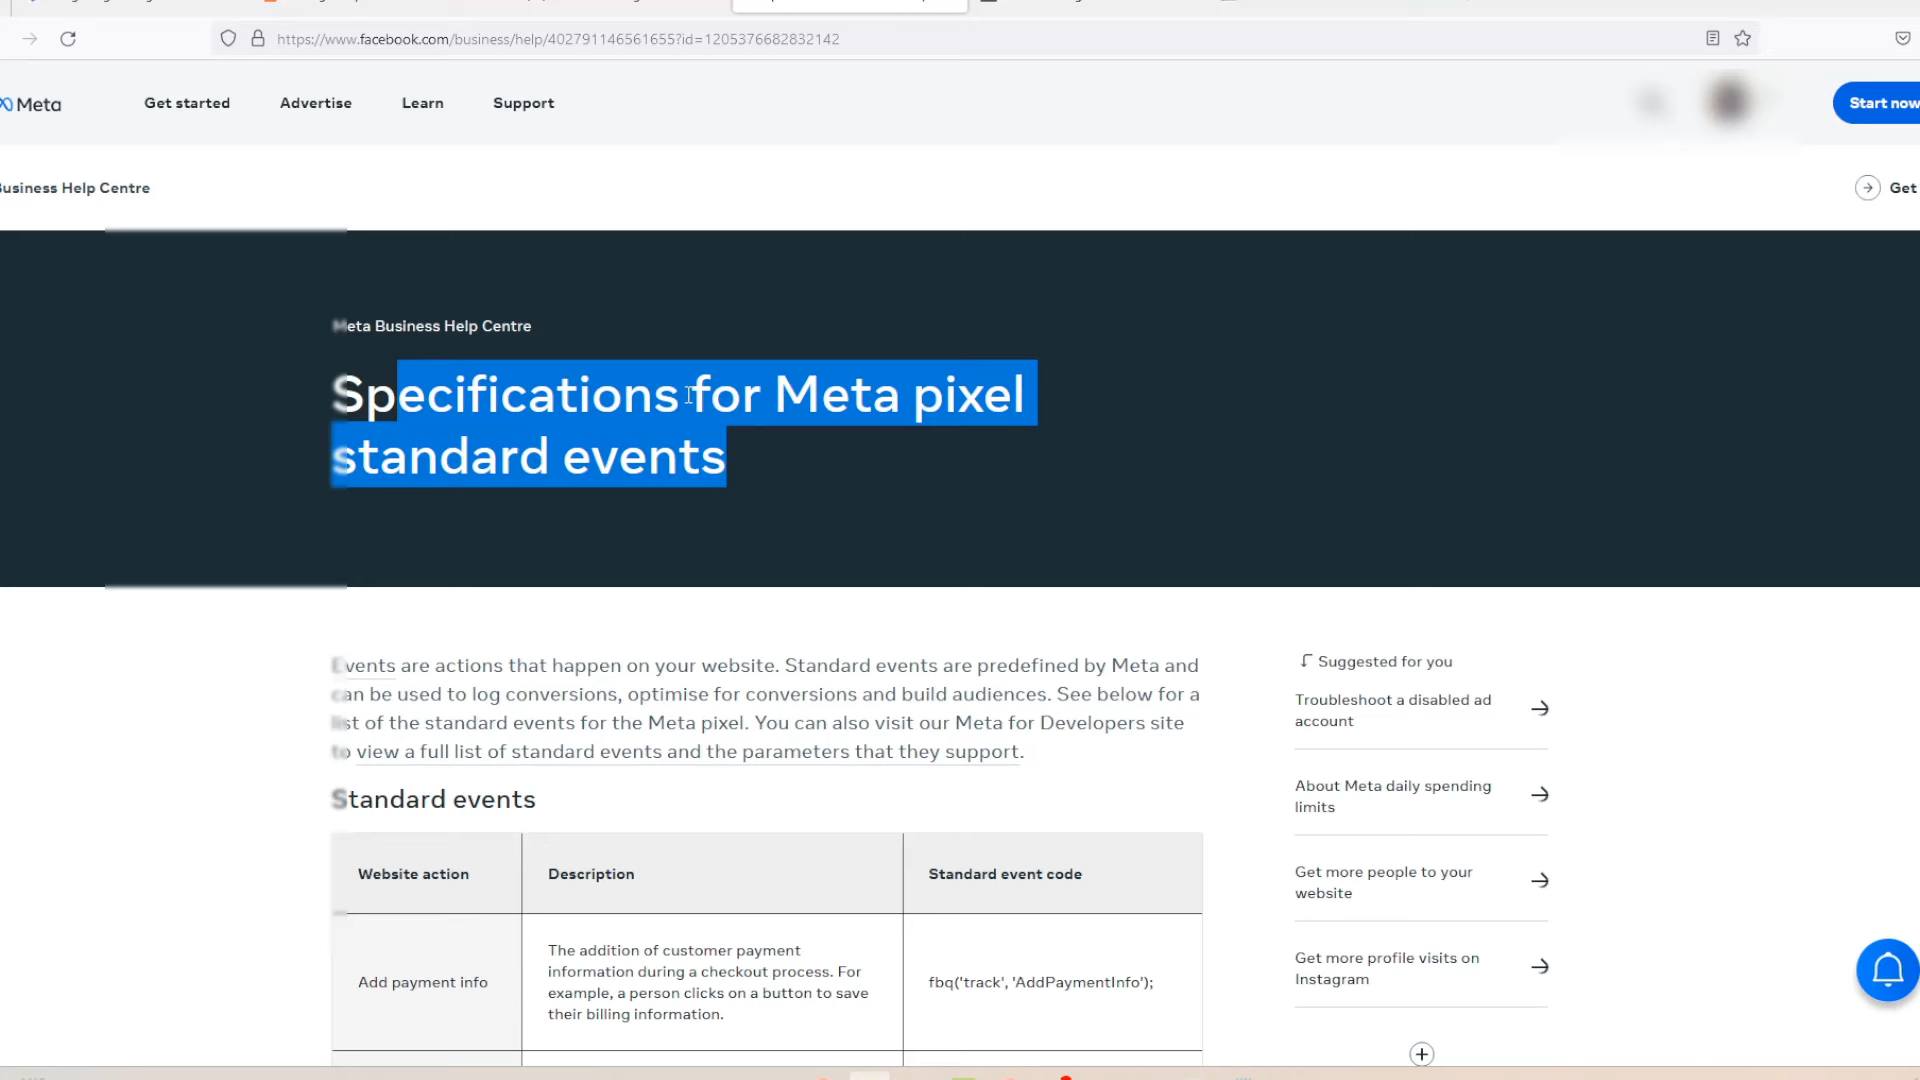 https://www.facebook.com/business/help/402791146561655?id=1205376682832142
Meta
Get started
Advertise
Learn
Support
Start now
Business Help Centre
Get
Meta Business Help Centre
Specifications for Meta pixel
standard events
Events are actions that happen on your website. Standard events are predefined by Meta and
can be used to log conversions, optimise for conversions and build audiences. See below for a
list of the standard events for the Meta pixel. You can also visit our Meta for Developers site
to view a full list of standard events and the parameters that they support.
Standard events
Website action
Description
Standard event code
Add payment info
The addition of customer payment
information during a checkout process. For
example, a person clicks on a button to save
their billing information.
fbq('track', 'AddPaymentInfo');
Suggested for you
Troubleshoot a disabled ad
account
About Meta daily spending
limits
Get more people to your
website
Get more profile visits on
Instagram